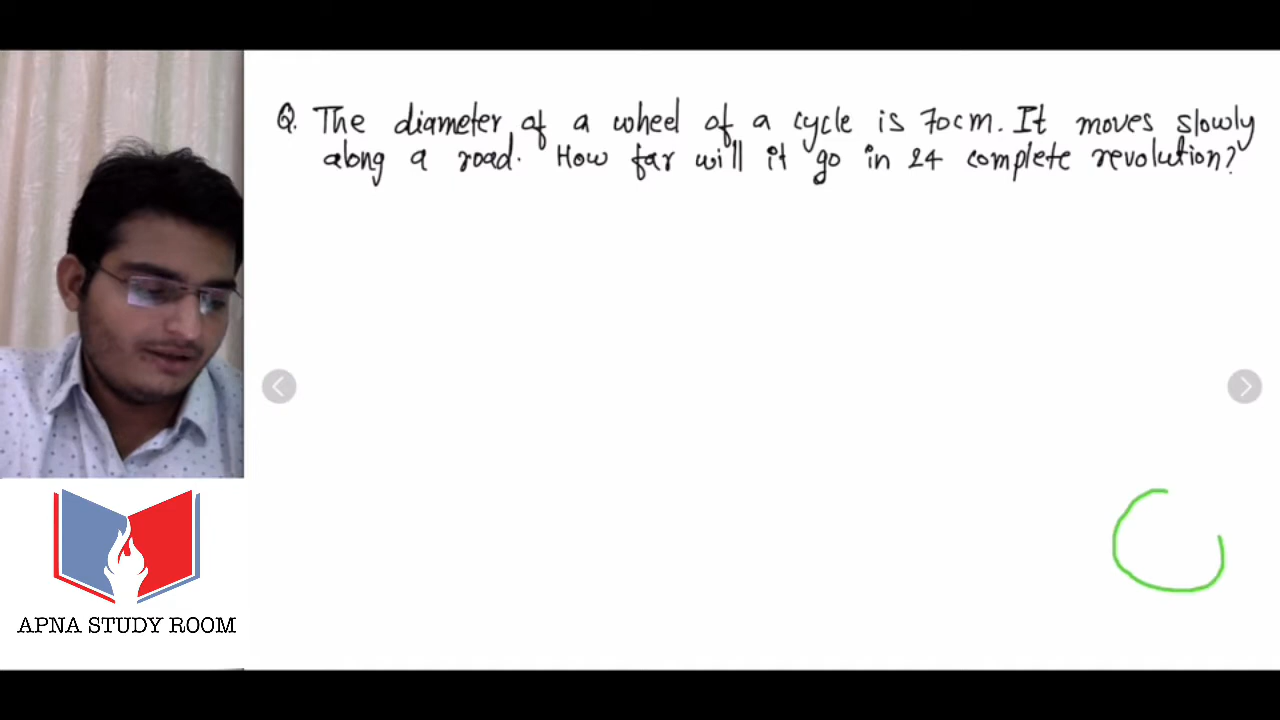 Q. The diameter of a wheel of a cycle is 70cm. It moves slowly
along a road. How far will it go in 24 complete revolution?
APNA STUDY ROOM